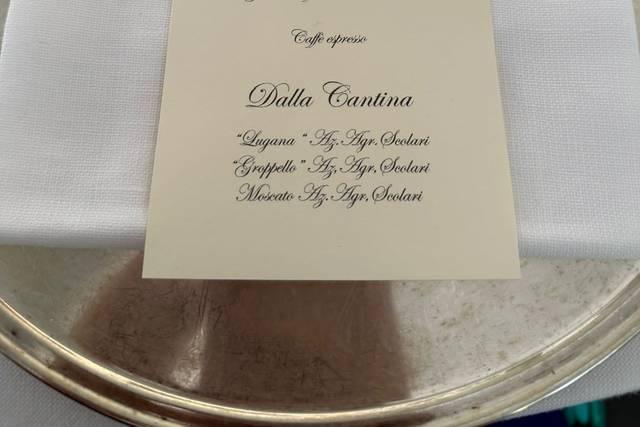 Caffè espresso
Dalla Cantina
"Lugana " Az. Agr. Scolari
"Groppello" Az, Agr, Scolari
Moscato Az. Agr, Scolari